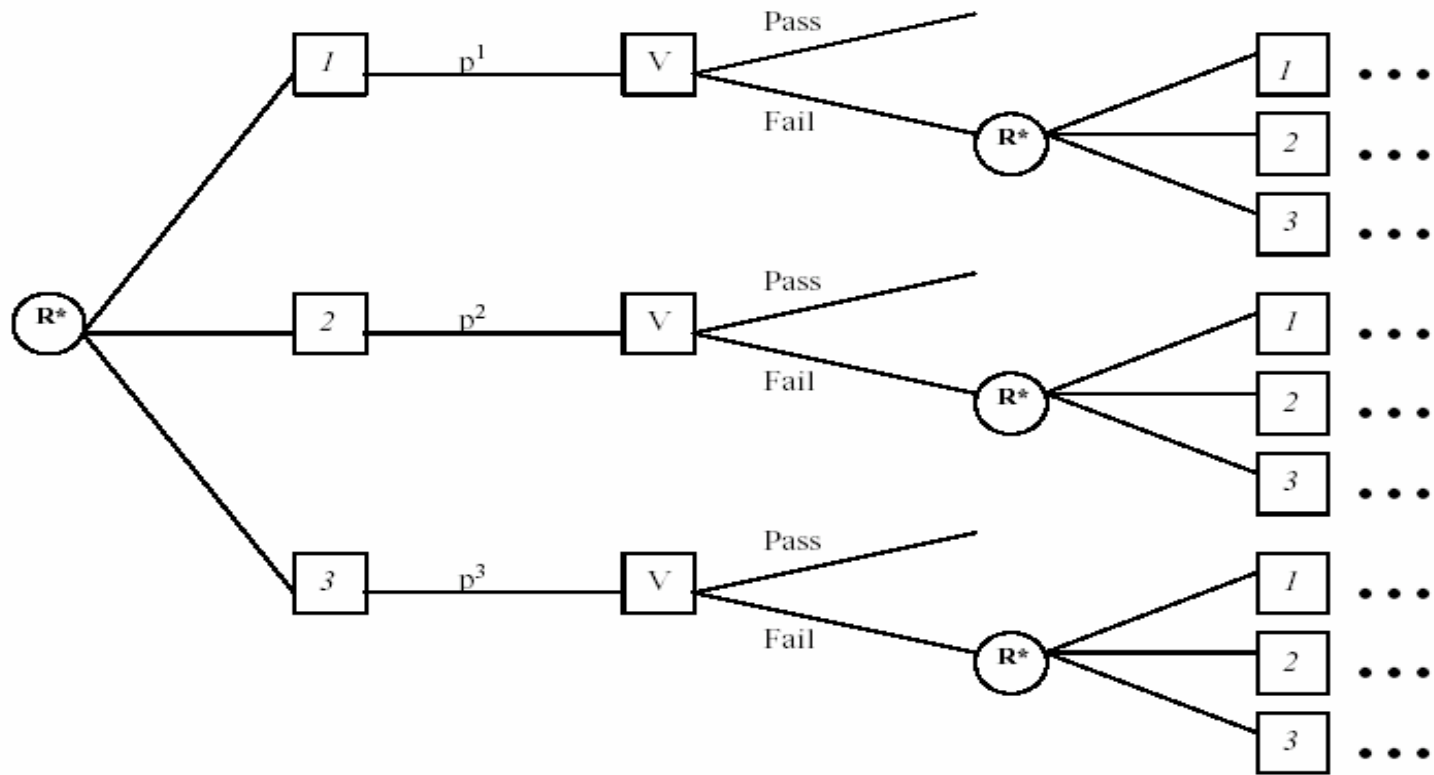 Pass
1 p¹ V 1
Fail R* 2
3
Pass
R* 2 p² V 1
Fail R* 2
3
Pass
3 p³ V 1
Fail R* 2
3